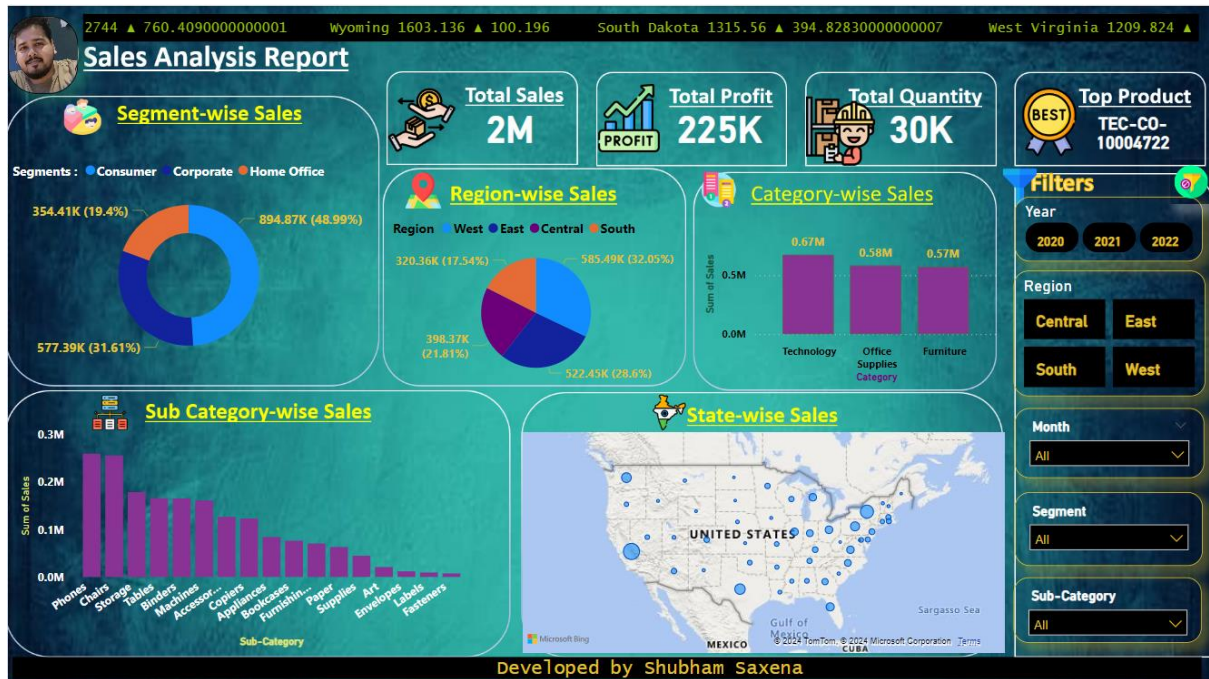 2744 ▲ 760.4090000000001 Wyoming 1603.136 ▲ 100.196 South Dakota 1315.56 ▲ 394.82830000000007 West Virginia 1209.824 ▲
Sales Analysis Report
Total Sales
2M
PROFIT
Total Profit
225K
Total Quantity
30K
BEST
Top Product
TEC-CO-
10004722
Segment-wise Sales
Segments : Consumer Corporate Home Office
354.41K (19.4%)
894.87K (48.99%)
577.39K (31.61%)
Region-wise Sales
Region West East Central South
320.36K (17.54%)
585.49K (32.05%)
398.37K
(21.81%)
522.45K (28.6%)
Category-wise Sales
Sum of Sales
0.5M
0.0M
0.67M
0.58M
0.57M
Technology
Office
Supplies
Furniture
Category
Filters
Year
2020 2021 2022
Region
Central East
South West
Month
All
Segment
All
Sub-Category
All
Sub Category-wise Sales
Sum of Sales
0.3M
0.2M
0.1M
0.0M
Phones
Chairs
Storage
Tables
Binders
Machines
Accessor...
Copiers
Appliances
Bookcases
Furnishin...
Paper
Supplies
Art
Envelopes
Labels
Fasteners
Sub-Category
State-wise Sales
UNITED STATES
Sargasso Sea
Gulf of
Mexico
MEXICO
CUBA
Microsoft Bing
© 2024 TomTom, © 2024 Microsoft Corporation Terms
Developed by Shubham Saxena